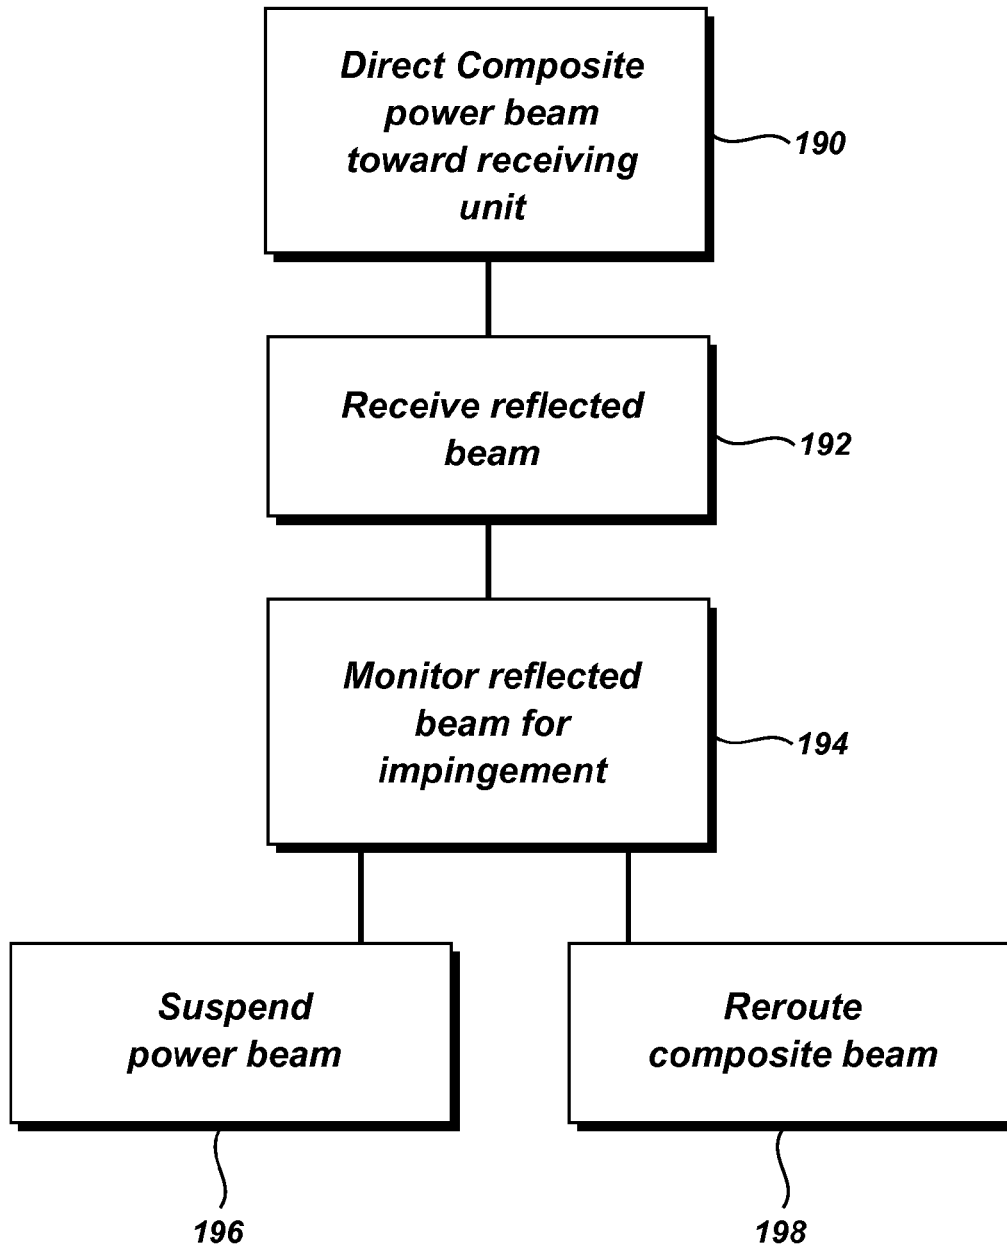 Direct Composite
power beam
toward receiving
unit
190
Receive reflected
beam
192
Monitor reflected
beam for
impingement
194
Suspend
power beam
Reroute
composite beam
196
198